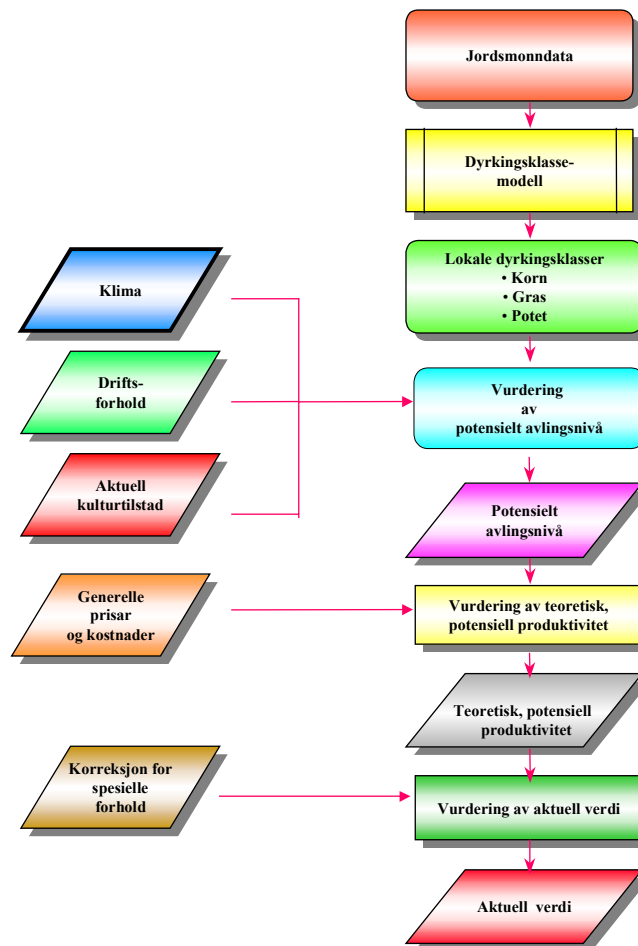 Jordsmonndata
Dyrkingsklasse-
modell
Lokale dyrkingsklasser
• Korn
• Gras
• Potet
Klima
Drifts-
forhold
Vurdering
av
potensielt avlingsnivå
Aktuell
kulturtilstad
Potensielt
avlingsnivå
Generelle
prisar
og kostnader
Vurdering av teoretisk,
potensiell produktivitet
Teoretisk, potensiell
produktivitet
Korreksjon for
spesielle
forhold
Vurdering av aktuell verdi
Aktuell verdi